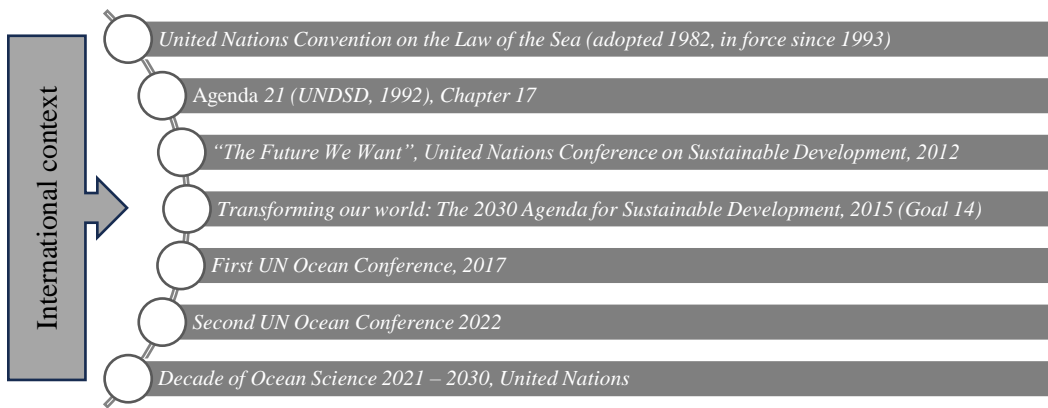 International context
United Nations Convention on the Law of the Sea (adopted 1982, in force since 1993)
Agenda 21 (UNDSD, 1992), Chapter 17
“The Future We Want”, United Nations Conference on Sustainable Development, 2012
Transforming our world: The 2030 Agenda for Sustainable Development, 2015 (Goal 14)
First UN Ocean Conference, 2017
Second UN Ocean Conference 2022
Decade of Ocean Science 2021 – 2030, United Nations